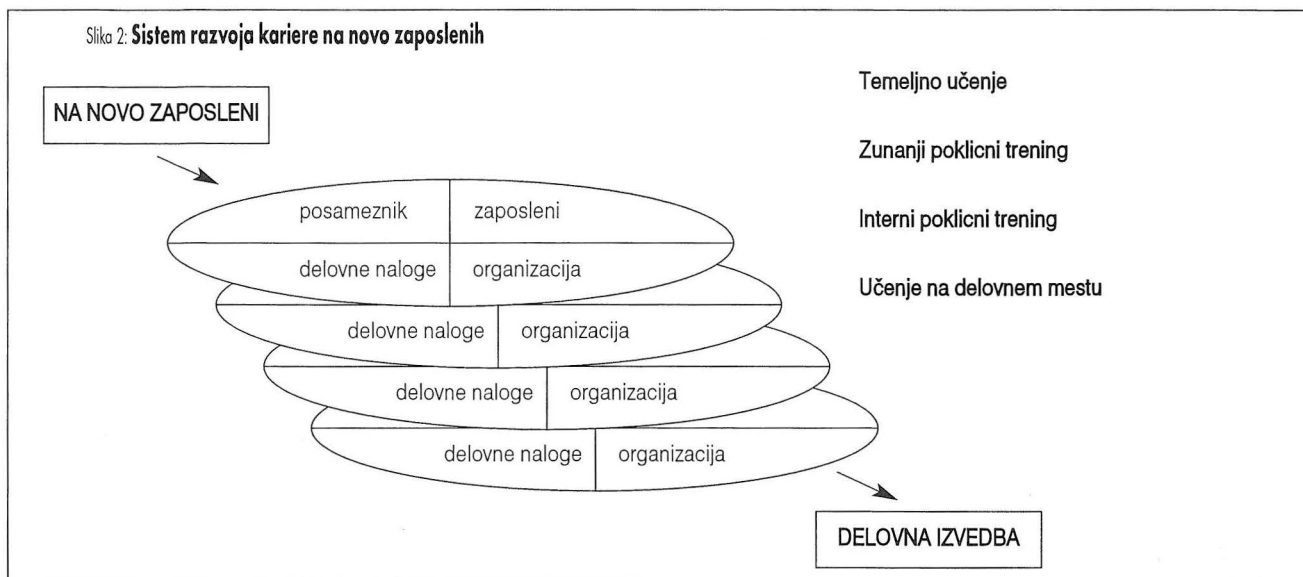 Slika 2: Sistem razvoja kariere na novo zaposlenih
NA NOVO ZAPOSLENI
Temeljno učenje
Zunanji poklicni trening
Interni poklicni trening
Učenje na delovnem mestu
posameznik zaposleni
delovne naloge organizacija
delovne naloge organizacija
delovne naloge organizacija
delovne naloge organizacija
DELOVNA IZVEDBA